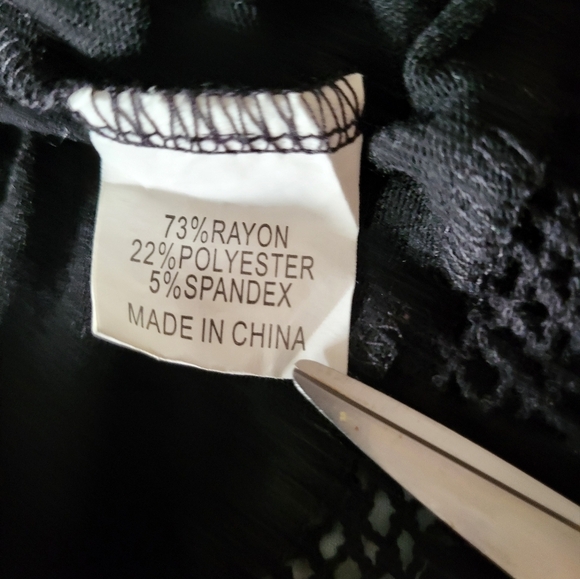 73%RAYON
22%POLYESTER
5%SPANDEX
MADE IN CHINA